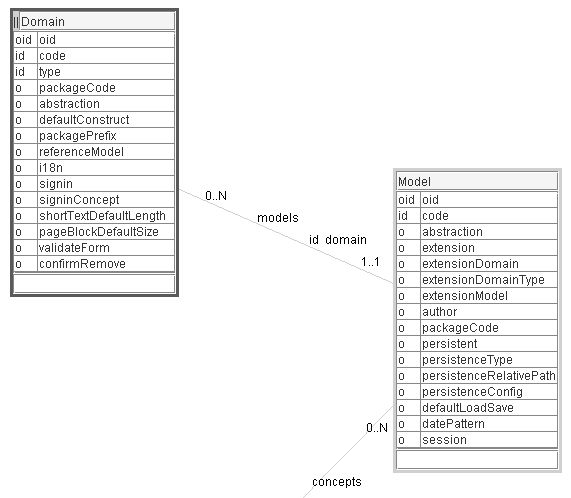 || Domain
oid oid
id code
id type
o packageCode
o abstraction
o defaultConstruct
o packagePrefix
o referenceModel
o i18n
o signin
o signinConcept
o shortTextDefaultLength
o pageBlockDefaultSize
o validateForm
o confirmRemove
0..N
models
id domain
1..1
Model
oid oid
id code
o abstraction
o extension
o extensionDomain
o extensionDomainType
o extensionModel
o author
o packageCode
o persistent
o persistenceType
o persistenceRelativePath
o persistenceConfig
o defaultLoadSave
o datePattern
o session
0..N
concepts